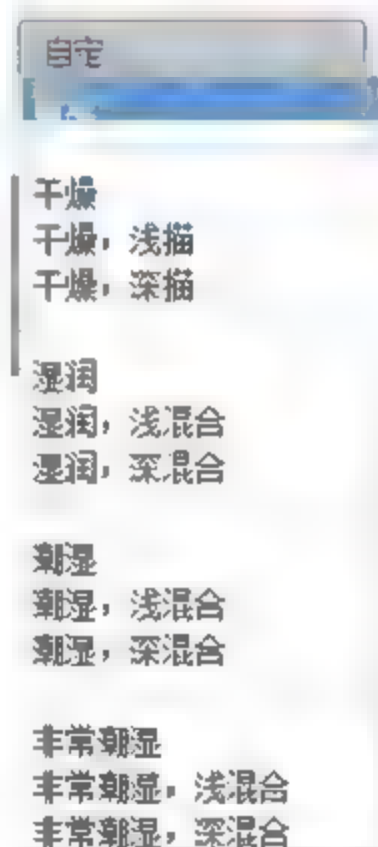 自定
干燥
干燥，浅描
干燥，深描
湿润
湿润，浅混合
湿润，深混合
潮湿
潮湿，浅混合
潮湿，深混合
非常潮湿
非常潮湿，浅混合
非常潮湿，深混合